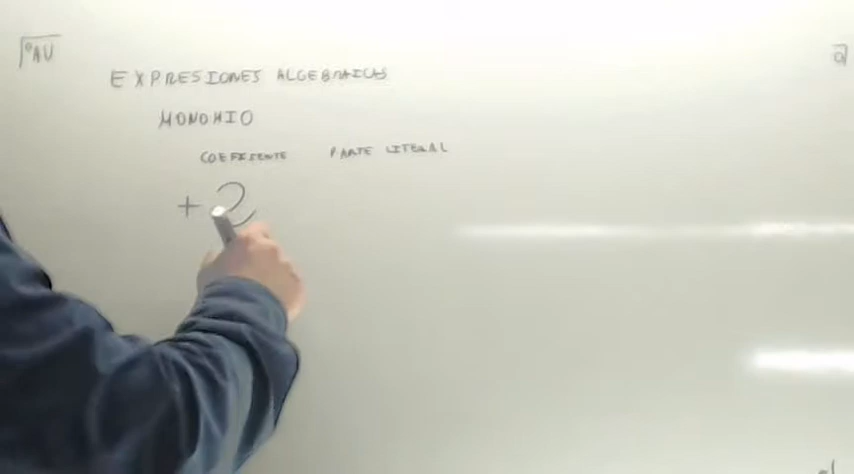 EXPRESIONES ALGEBRAICAS
MONOMIO
COEFICIENTE PARTE LITERAL
+ 2